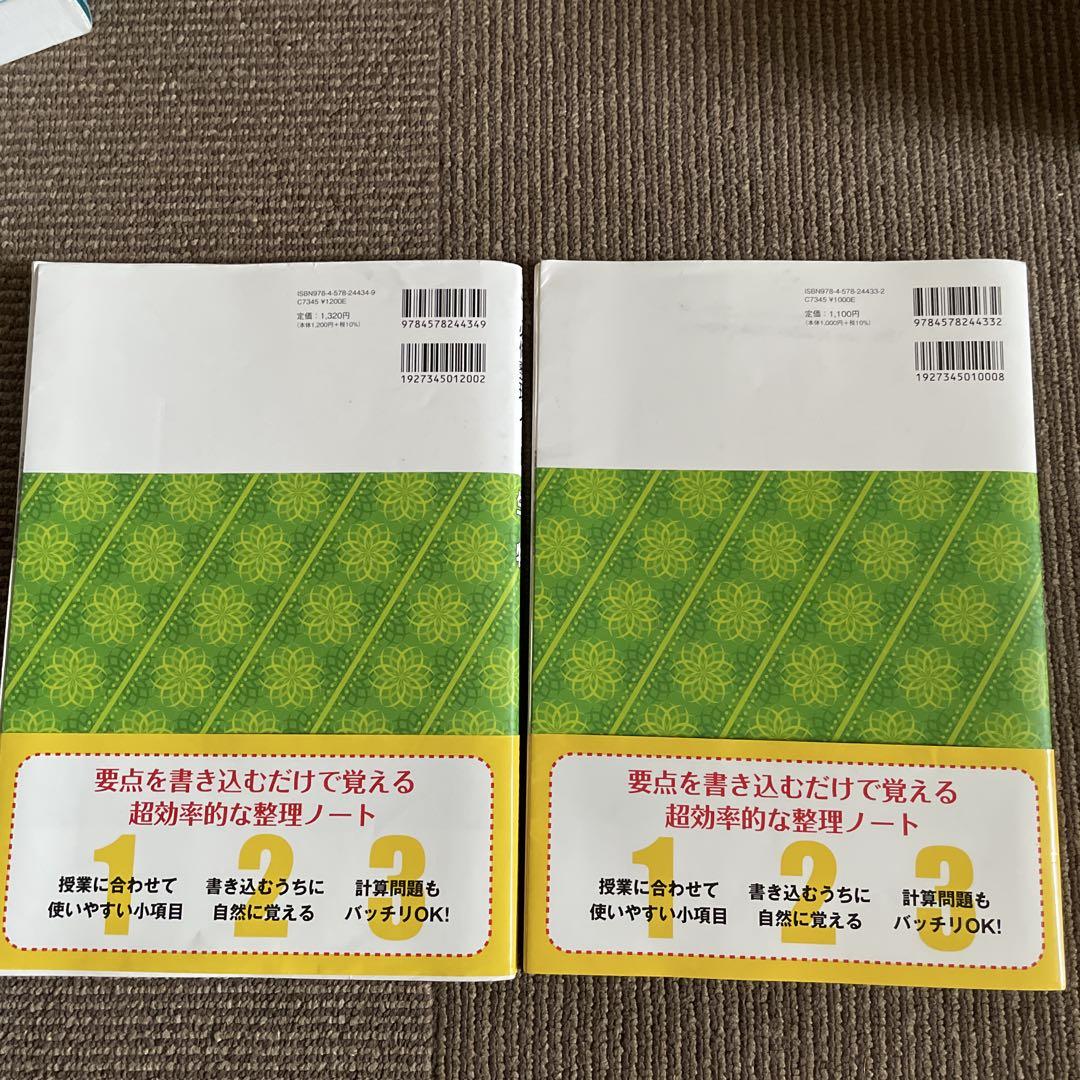 ISBN978-4-578-24434-9
C7345 ¥1200E
定価：1,320円
（本体1,200円+税10%）
9784578244349
1927345012002
要点を書き込むだけで覚える
超効率的な整理ノート
1
授業に合わせて
使いやすい小項目
2
書き込むうちに
自然に覚える
3
計算問題も
バッチリOK!
ISBN978-4-578-24433-2
C7345 ¥1000E
定価：1,100円
（本体1,000円+税10%）
9784578244332
1927345010008
要点を書き込むだけで覚える
超効率的な整理ノート
1
授業に合わせて
使いやすい小項目
2
書き込むうちに
自然に覚える
3
計算問題も
バッチリOK!